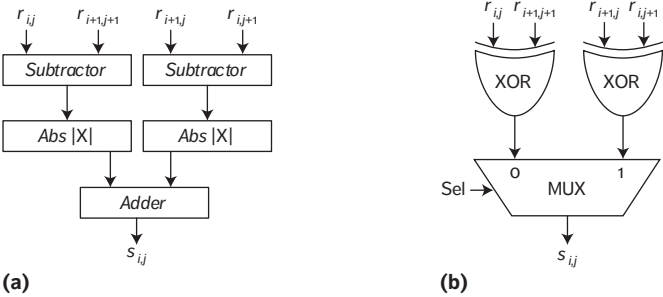 r i,j r i+1,j+1 r i+1,j r i,j+1
Subtractor Subtractor
Abs |X| Abs |X|
Adder
s i,j
(a)
r i,j r i+1,j+1 r i+1,j r i,j+1
XOR XOR
0 1
Sel MUX
s i,j
(b)